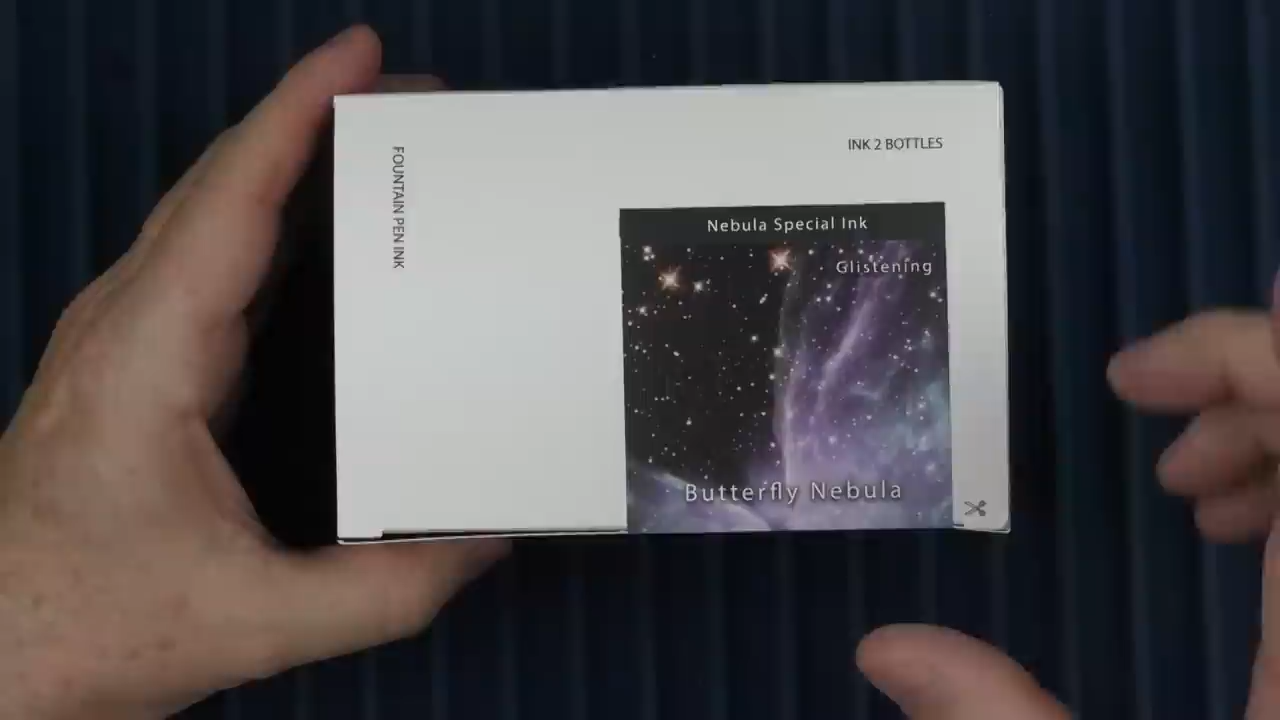 INK 2 BOTTLES
FOUNTAIN PEN INK
Nebula Special Ink
Glistening
Butterfly Nebula